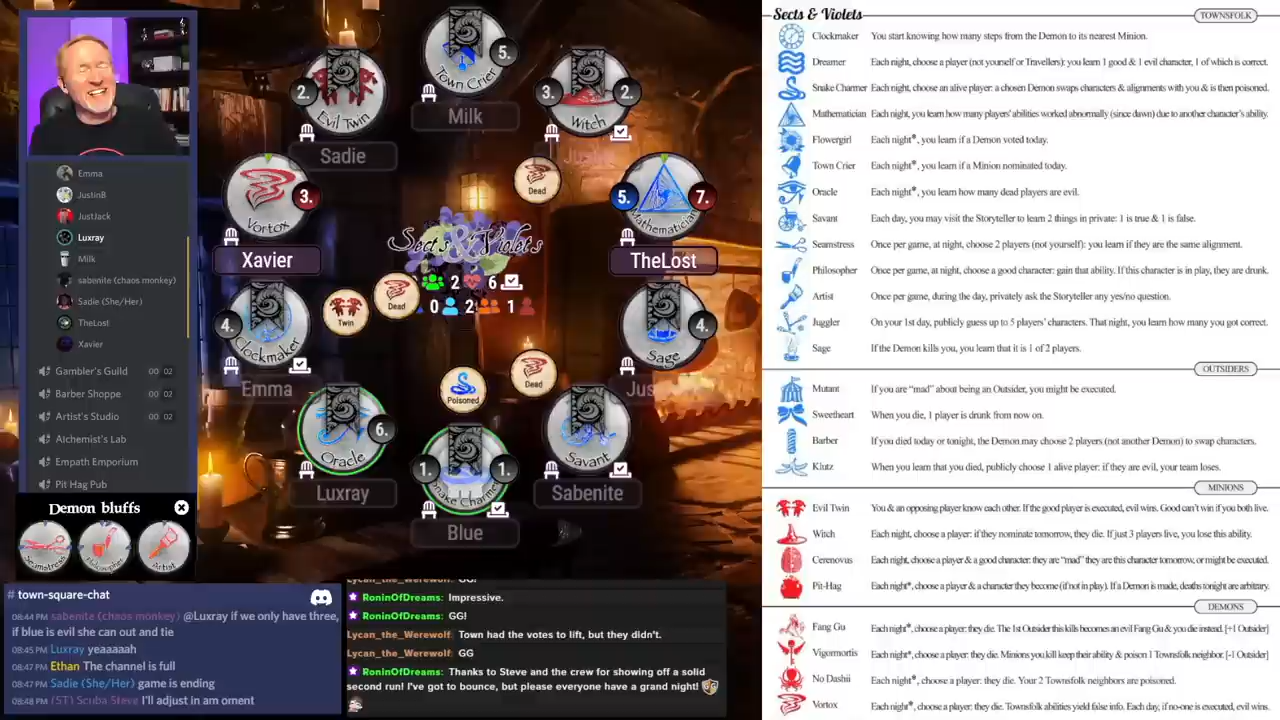 Emma
JustinB
JustJack
Luxray
Milk
sabenite (chaos monkey)
Sadie (She/Her)
TheLost
Xavier
Gambler's Guild 00 02
Barber Shoppe 00 02
Artist's Studio 00 02
Alchemist's Lab
Empath Emporium
Pit Hag Pub
Demon bluffs
Seamstress
Artist
# town-square-chat
08:44 PM sabenite (chaos monkey) @Luxray if we only have three,
if blue is evil she can out and tie
08:45 PM Luxray yeaaaaah
08:47 PM Ethan The channel is full
08:47 PM Sadie (She/Her) game is ending
08:48 PM (ST) Scuba Steve I'll adjust in am ornent
2.
Evil Twin
Sadie
5.
Town Crier
Milk
3.
Witch
2.
Dead
3.
Vortox
Xavier
5.
Mathematician
7.
TheLost
Sects & Violets
2 6
0 2 1
4.
Clockmaker
Emma
Twin
Dead
4.
Sage
Dead
Poisoned
6.
Oracle
Luxray
1.
Snake Charmer
1.
Blue
Savant
Sabenite
Lycan_the_Werewolf: GG!
RoninOfDreams: Impressive.
RoninOfDreams: GG!
Lycan_the_Werewolf: Town had the votes to lift, but they didn't.
Lycan_the_Werewolf: GG
RoninOfDreams: Thanks to Steve and the crew for showing off a solid
second run! I've got to bounce, but please everyone have a grand night!
Sects & Violets
TOWNSFOLK
Clockmaker You start knowing how many steps from the Demon to its nearest Minion.
Dreamer Each night, choose a player (not yourself or Travellers): you learn 1 good & 1 evil character, 1 of which is correct.
Snake Charmer Each night, choose an alive player: a chosen Demon swaps characters & alignments with you & is then poisoned.
Mathematician Each night, you learn how many players' abilities worked abnormally (since dawn) due to another character's ability.
Flowergirl Each night*, you learn if a Demon voted today.
Town Crier Each night*, you learn if a Minion nominated today.
Oracle Each night*, you learn how many dead players are evil.
Savant Each day, you may visit the Storyteller to learn 2 things in private: 1 is true & 1 is false.
Seamstress Once per game, at night, choose 2 players (not yourself): you learn if they are the same alignment.
Philosopher Once per game, at night, choose a good character: gain that ability. If this character is in play, they are drunk.
Artist Once per game, during the day, privately ask the Storyteller any yes/no question.
Juggler On your 1st day, publicly guess up to 5 players' characters. That night, you learn how many you got correct.
Sage If the Demon kills you, you learn that it is 1 of 2 players.
OUTSIDERS
Mutant If you are “mad” about being an Outsider, you might be executed.
Sweetheart When you die, 1 player is drunk from now on.
Barber If you died today or tonight, the Demon may choose 2 players (not another Demon) to swap characters.
Klutz When you learn that you died, publicly choose 1 alive player: if they are evil, your team loses.
MINIONS
Evil Twin You & an opposing player know each other. If the good player is executed, evil wins. Good can't win if you both live.
Witch Each night, choose a player: if they nominate tomorrow, they die. If just 3 players live, you lose this ability.
Cerenovus Each night, choose a player & a good character: they are “mad” they are this character tomorrow, or might be executed.
Pit-Hag Each night*, choose a player & a character they become (if not in play). If a Demon is made, deaths tonight are arbitrary.
DEMONS
Fang Gu Each night*, choose a player: they die. The 1st Outsider this kills becomes an evil Fang Gu & you die instead. [+1 Outsider]
Vigormortis Each night*, choose a player: they die. Minions you kill keep their ability & poison 1 Townsfolk neighbor. [-1 Outsider]
No Dashii Each night*, choose a player: they die. Your 2 Townsfolk neighbors are poisoned.
Vortox Each night*, choose a player: they die. Townsfolk abilities yield false info. Each day, if no-one is executed, evil wins.